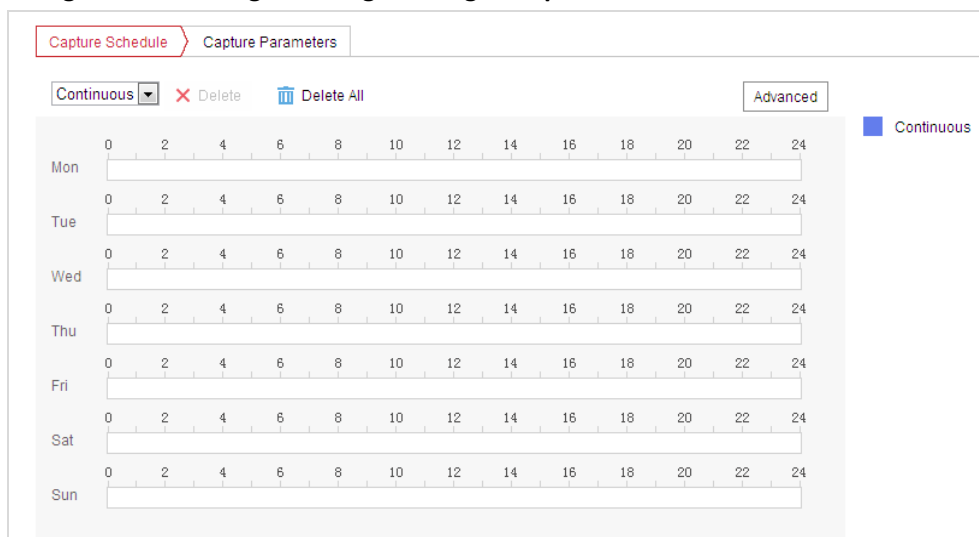 Capture Schedule Capture Parameters
Continuous Delete Delete All Advanced
Continuous
0 2 4 6 8 10 12 14 16 18 20 22 24
Mon
0 2 4 6 8 10 12 14 16 18 20 22 24
Tue
0 2 4 6 8 10 12 14 16 18 20 22 24
Wed
0 2 4 6 8 10 12 14 16 18 20 22 24
Thu
0 2 4 6 8 10 12 14 16 18 20 22 24
Fri
0 2 4 6 8 10 12 14 16 18 20 22 24
Sat
0 2 4 6 8 10 12 14 16 18 20 22 24
Sun